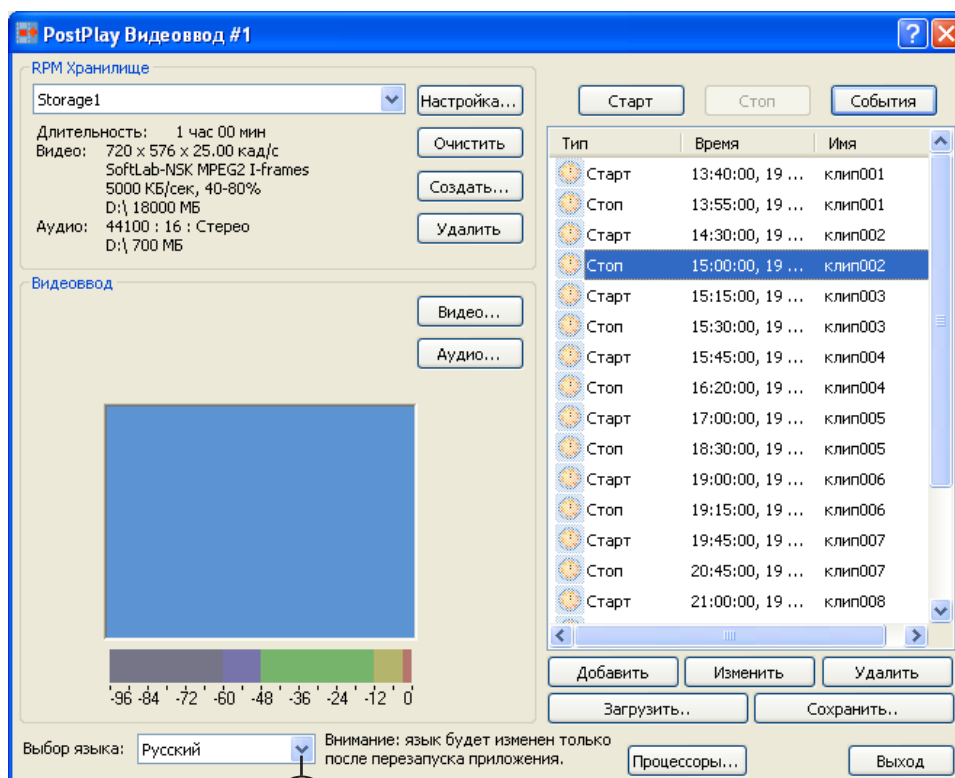 PostPlay Видеоввод #1
RPM Хранилище
Storage1
Настройка...
Длительность: 1 час 00 мин
Видео: 720 x 576 x 25.00 кад/с
SoftLab-NSK MPEG2 I-frames
5000 КБ/сек, 40-80%
D:\ 18000 МБ
Аудио: 44100 : 16 : Стерео
D:\ 700 МБ
Очистить
Создать...
Удалить
Видеоввод
Видео...
Аудио...
-96 -84 -72 -60 -48 -36 -24 -12 0
Старт Стоп События
Тип Время Имя
Старт 13:40:00, 19 ... клип001
Стоп 13:55:00, 19 ... клип001
Старт 14:30:00, 19 ... клип002
Стоп 15:00:00, 19 ... клип002
Старт 15:15:00, 19 ... клип003
Стоп 15:30:00, 19 ... клип003
Старт 15:45:00, 19 ... клип004
Стоп 16:20:00, 19 ... клип004
Старт 17:00:00, 19 ... клип005
Стоп 18:30:00, 19 ... клип005
Старт 19:00:00, 19 ... клип006
Стоп 19:15:00, 19 ... клип006
Старт 19:45:00, 19 ... клип007
Стоп 20:45:00, 19 ... клип007
Старт 21:00:00, 19 ... клип008
Добавить Изменить Удалить
Загрузить.. Сохранить..
Выбор языка: Русский
Внимание: язык будет изменен только
после перезапуска приложения.
Процессоры... Выход